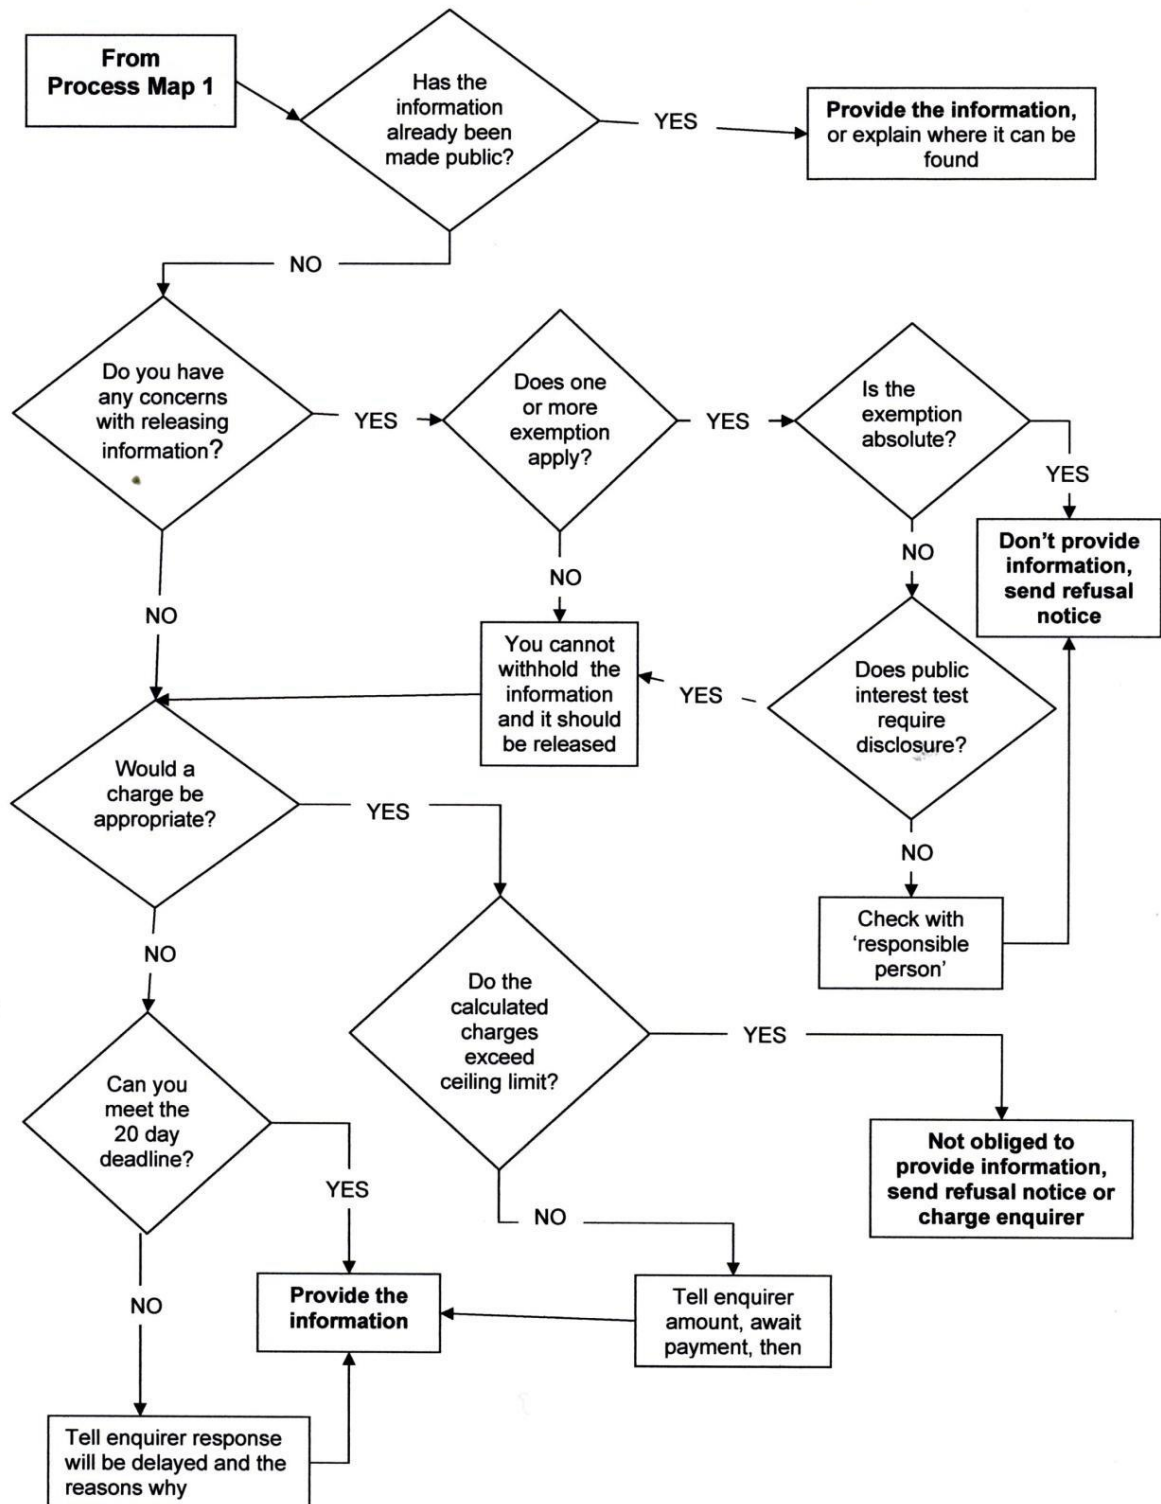 From
Process Map 1
Has the
information
already been
made public?
YES
Provide the information,
or explain where it can be
found
NO
Do you have
any concerns
with releasing
information?
YES
Does one
or more
exemption
apply?
YES
Is the
exemption
absolute?
YES
Don't provide
information,
send refusal
notice
NO
NO
NO
You cannot
withhold the
information
and it should
be released
YES
Does public
interest test
require
disclosure?
Would a
charge be
appropriate?
YES
NO
Check with
‘responsible
person’
NO
Do the
calculated
charges
exceed
ceiling limit?
YES
Can you
meet the
20 day
deadline?
Not obliged to
provide information,
send refusal notice or
charge enquirer
YES
NO
NO
Provide the
information
Tell enquirer
amount, await
payment, then
Tell enquirer response
will be delayed and the
reasons why